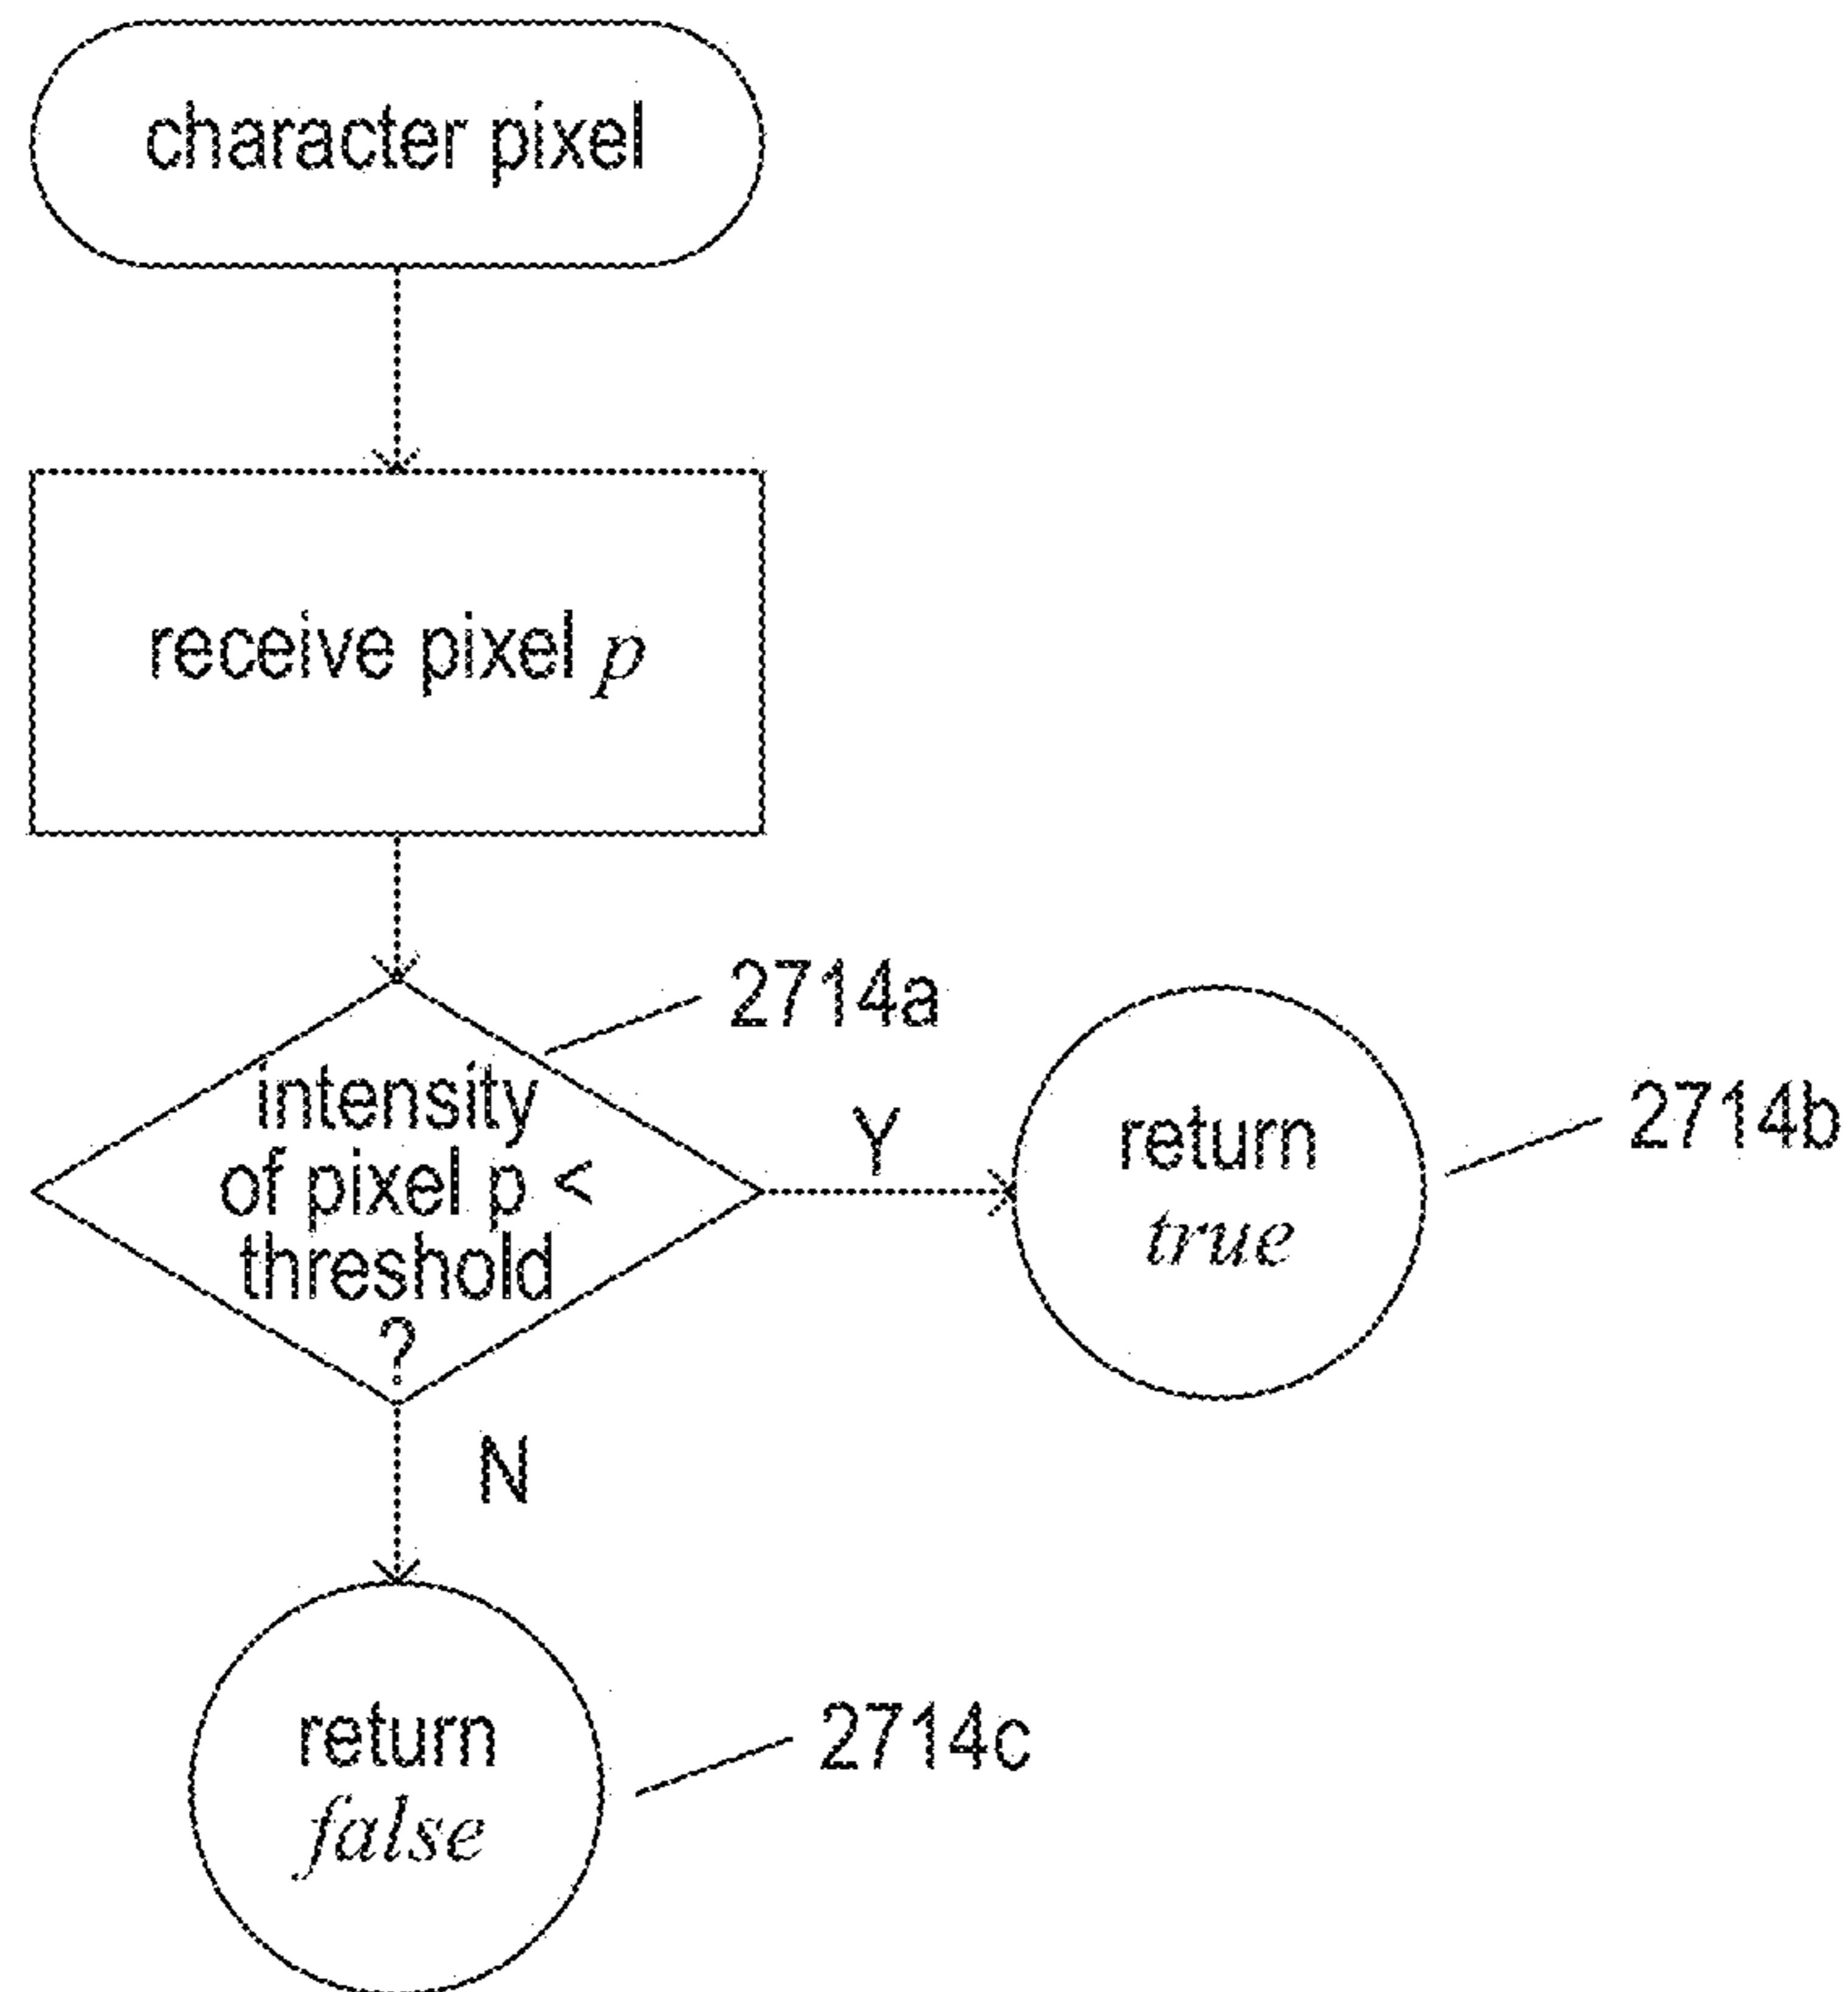 character pixel
receive pixel p
2714a
intensity
of pixel p <
threshold
?
Y
return
true
2714b
N
return
false
2714c